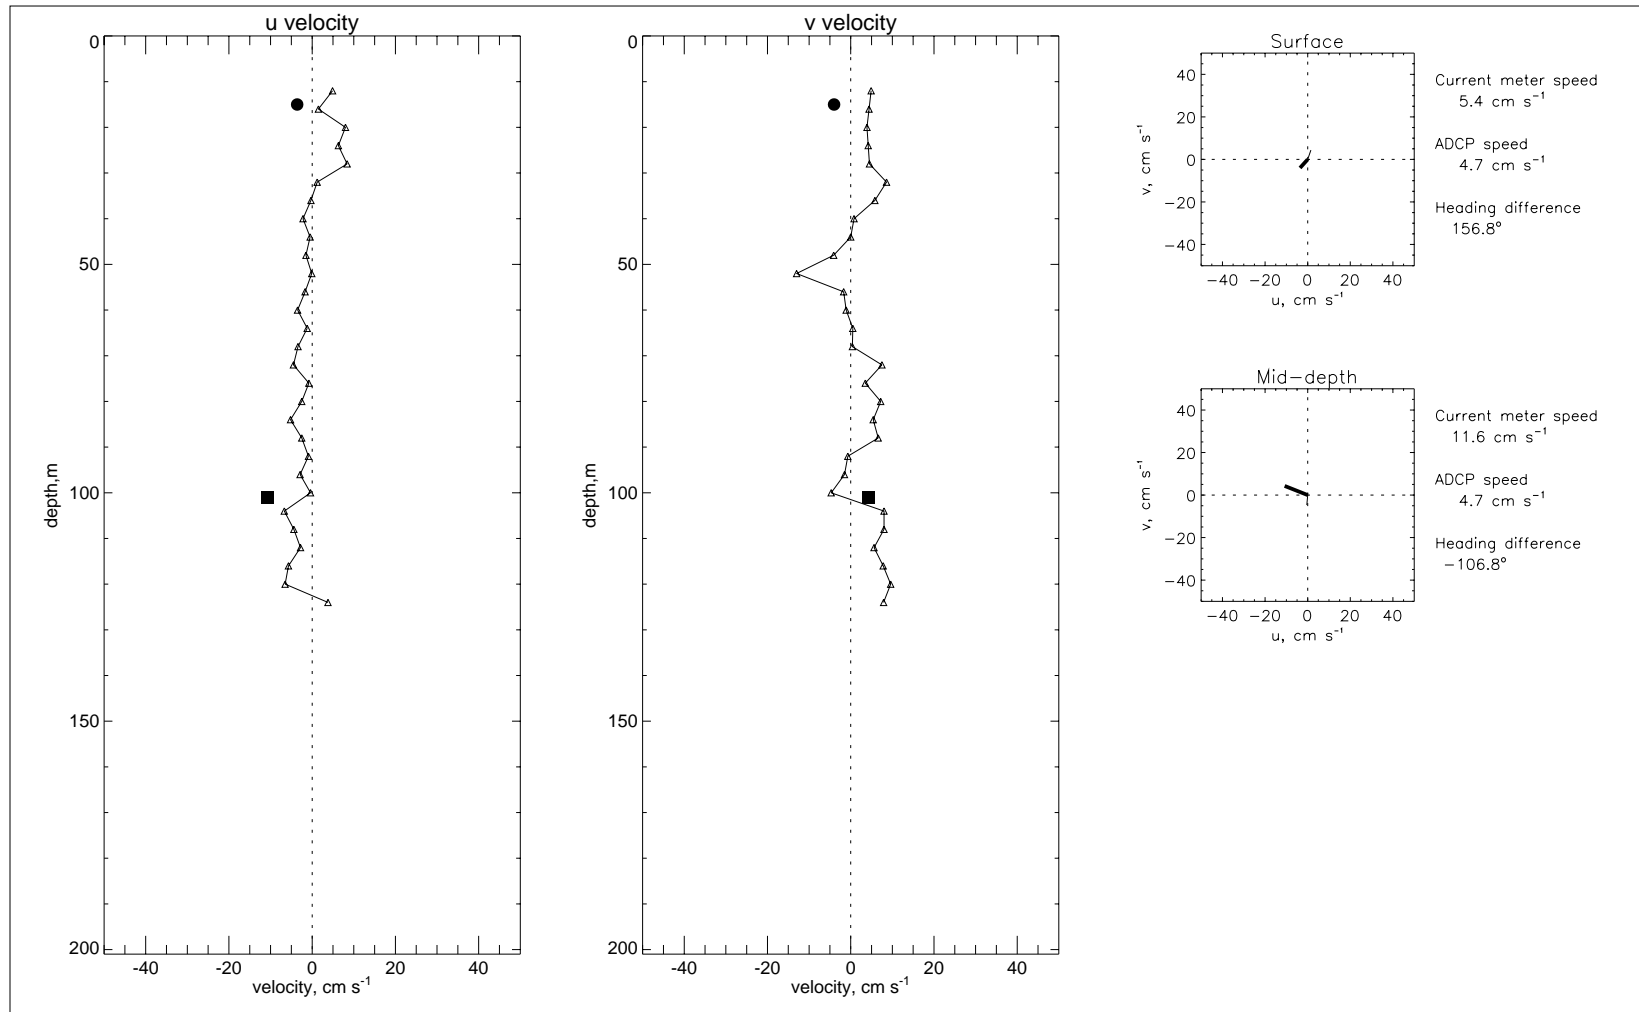 u velocity
0
50
100
150
200
depth,m
-40 -20 0 20 40
velocity, cm s⁻¹
v velocity
0
50
100
150
200
depth,m
-40 -20 0 20 40
velocity, cm s⁻¹
Surface
40
20
0
−20
−40
v, cm s⁻¹
−40 −20 0 20 40
u, cm s⁻¹
Current meter speed
5.4 cm s⁻¹
ADCP speed
4.7 cm s⁻¹
Heading difference
156.8°
Mid−depth
40
20
0
−20
−40
v, cm s⁻¹
−40 −20 0 20 40
u, cm s⁻¹
Current meter speed
11.6 cm s⁻¹
ADCP speed
4.7 cm s⁻¹
Heading difference
−106.8°